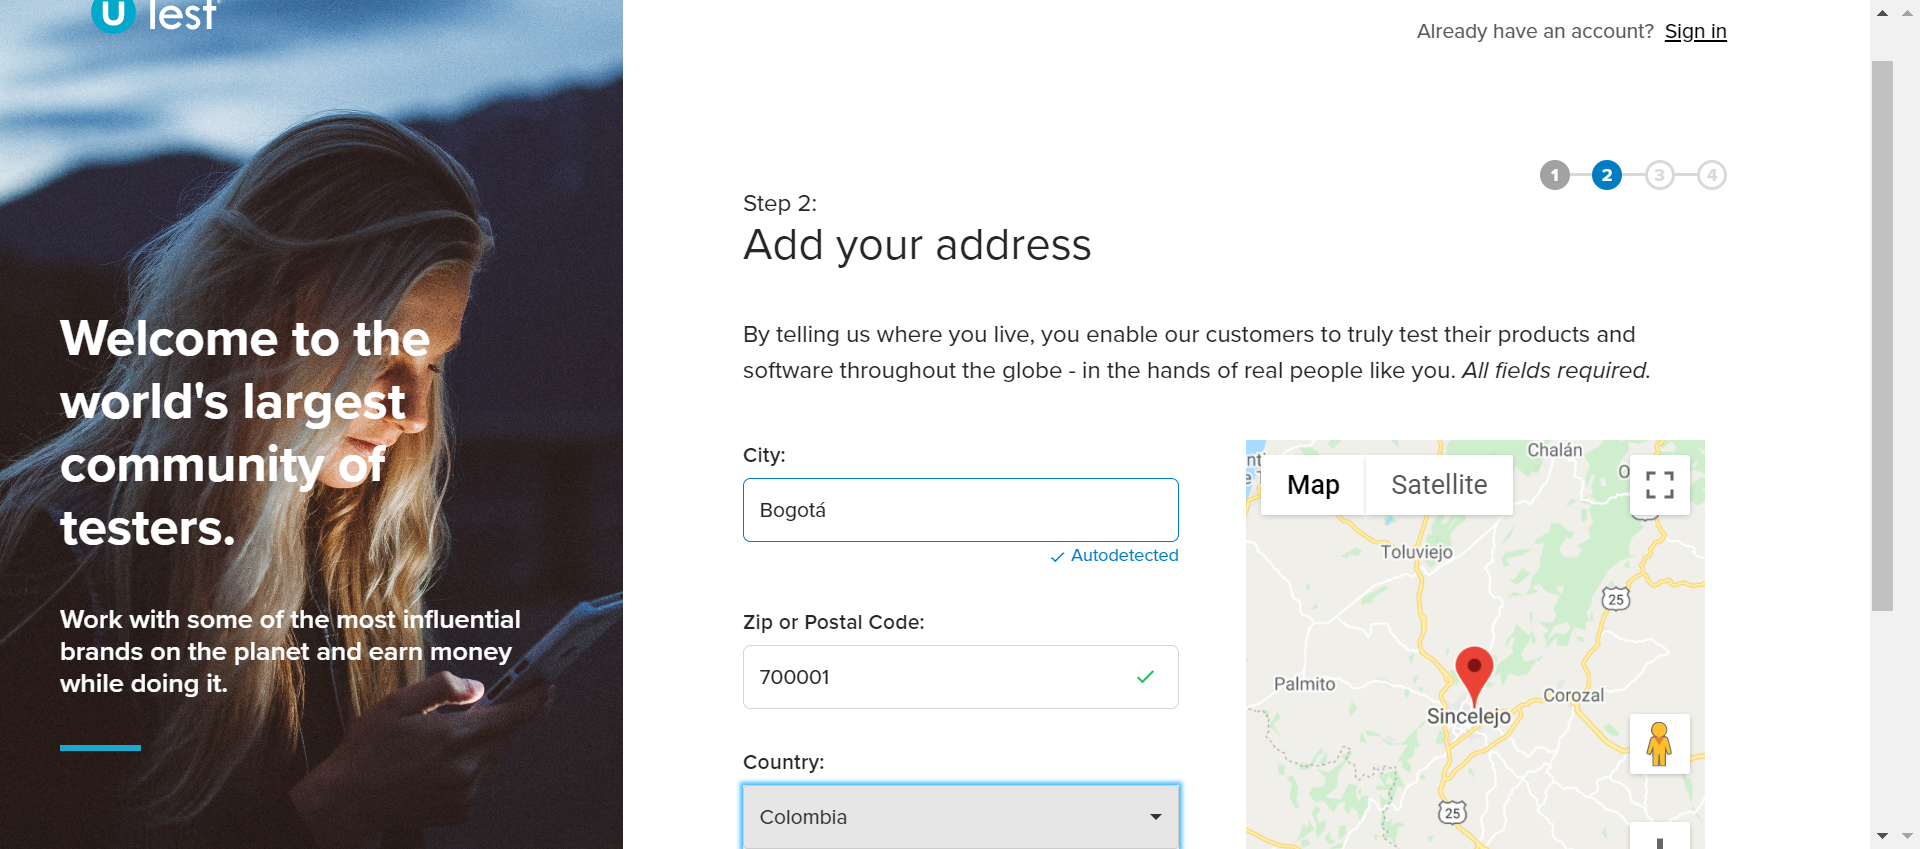 U Test
Welcome to the
world's largest
community of
testers.
Work with some of the most influential
brands on the planet and earn money
while doing it.
Already have an account? Sign in
1 2 3 4
Step 2:
Add your address
By telling us where you live, you enable our customers to truly test their products and
software throughout the globe - in the hands of real people like you. All fields required.
City:
Bogotá
Autodetected
Zip or Postal Code:
700001
Country:
Colombia
Map Satellite
Chalán
Toluviejo
25
Palmito
Corozal
Sincelejo
25